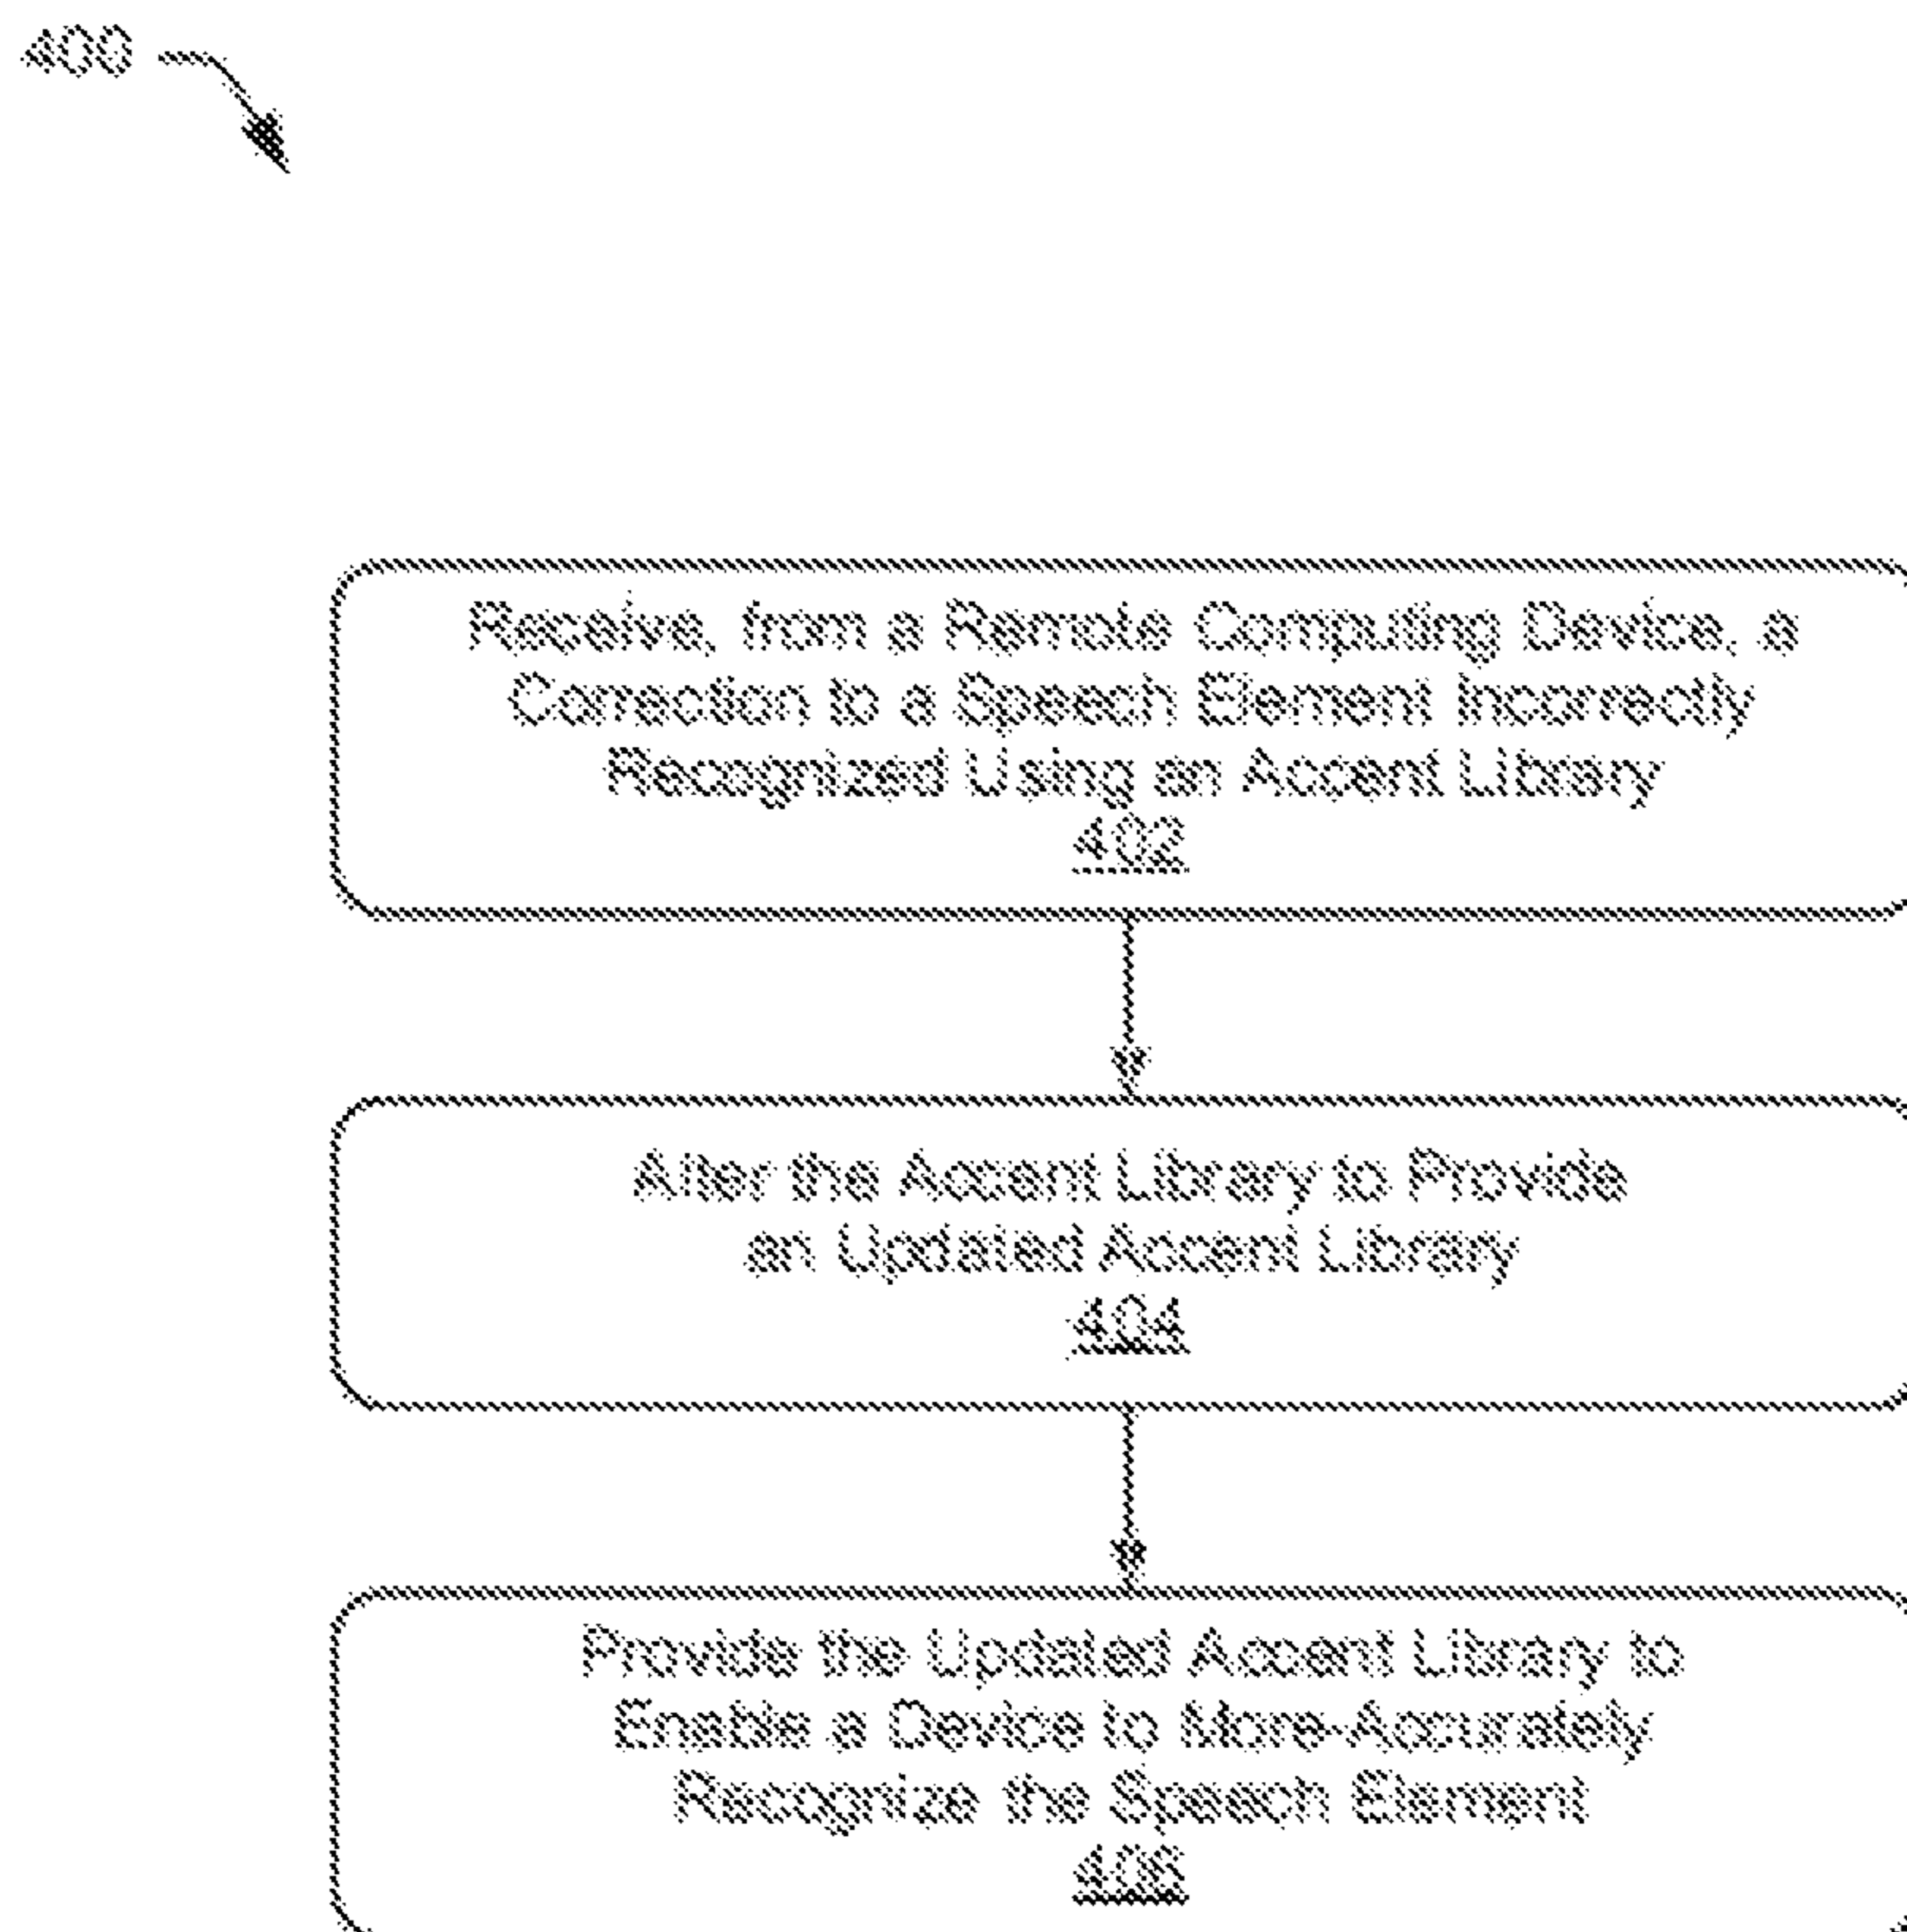 400
Receive, from a Remote Computing Device, a
Correction to a Speech Element Incorrectly
Recognized Using an Accent Library
402
Alter the Accent Library to Provide
an Updated Accent Library
404
Provide the Updated Accent Library to
Enable a Device to More-Accurately
Recognize the Speech Element
406